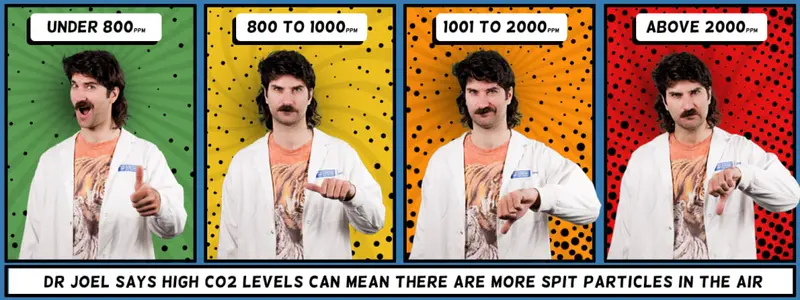 UNDER 800PPM
800 TO 1000PPM
1001 TO 2000PPM
ABOVE 2000PPM
DR JOEL SAYS HIGH CO2 LEVELS CAN MEAN THERE ARE MORE SPIT PARTICLES IN THE AIR